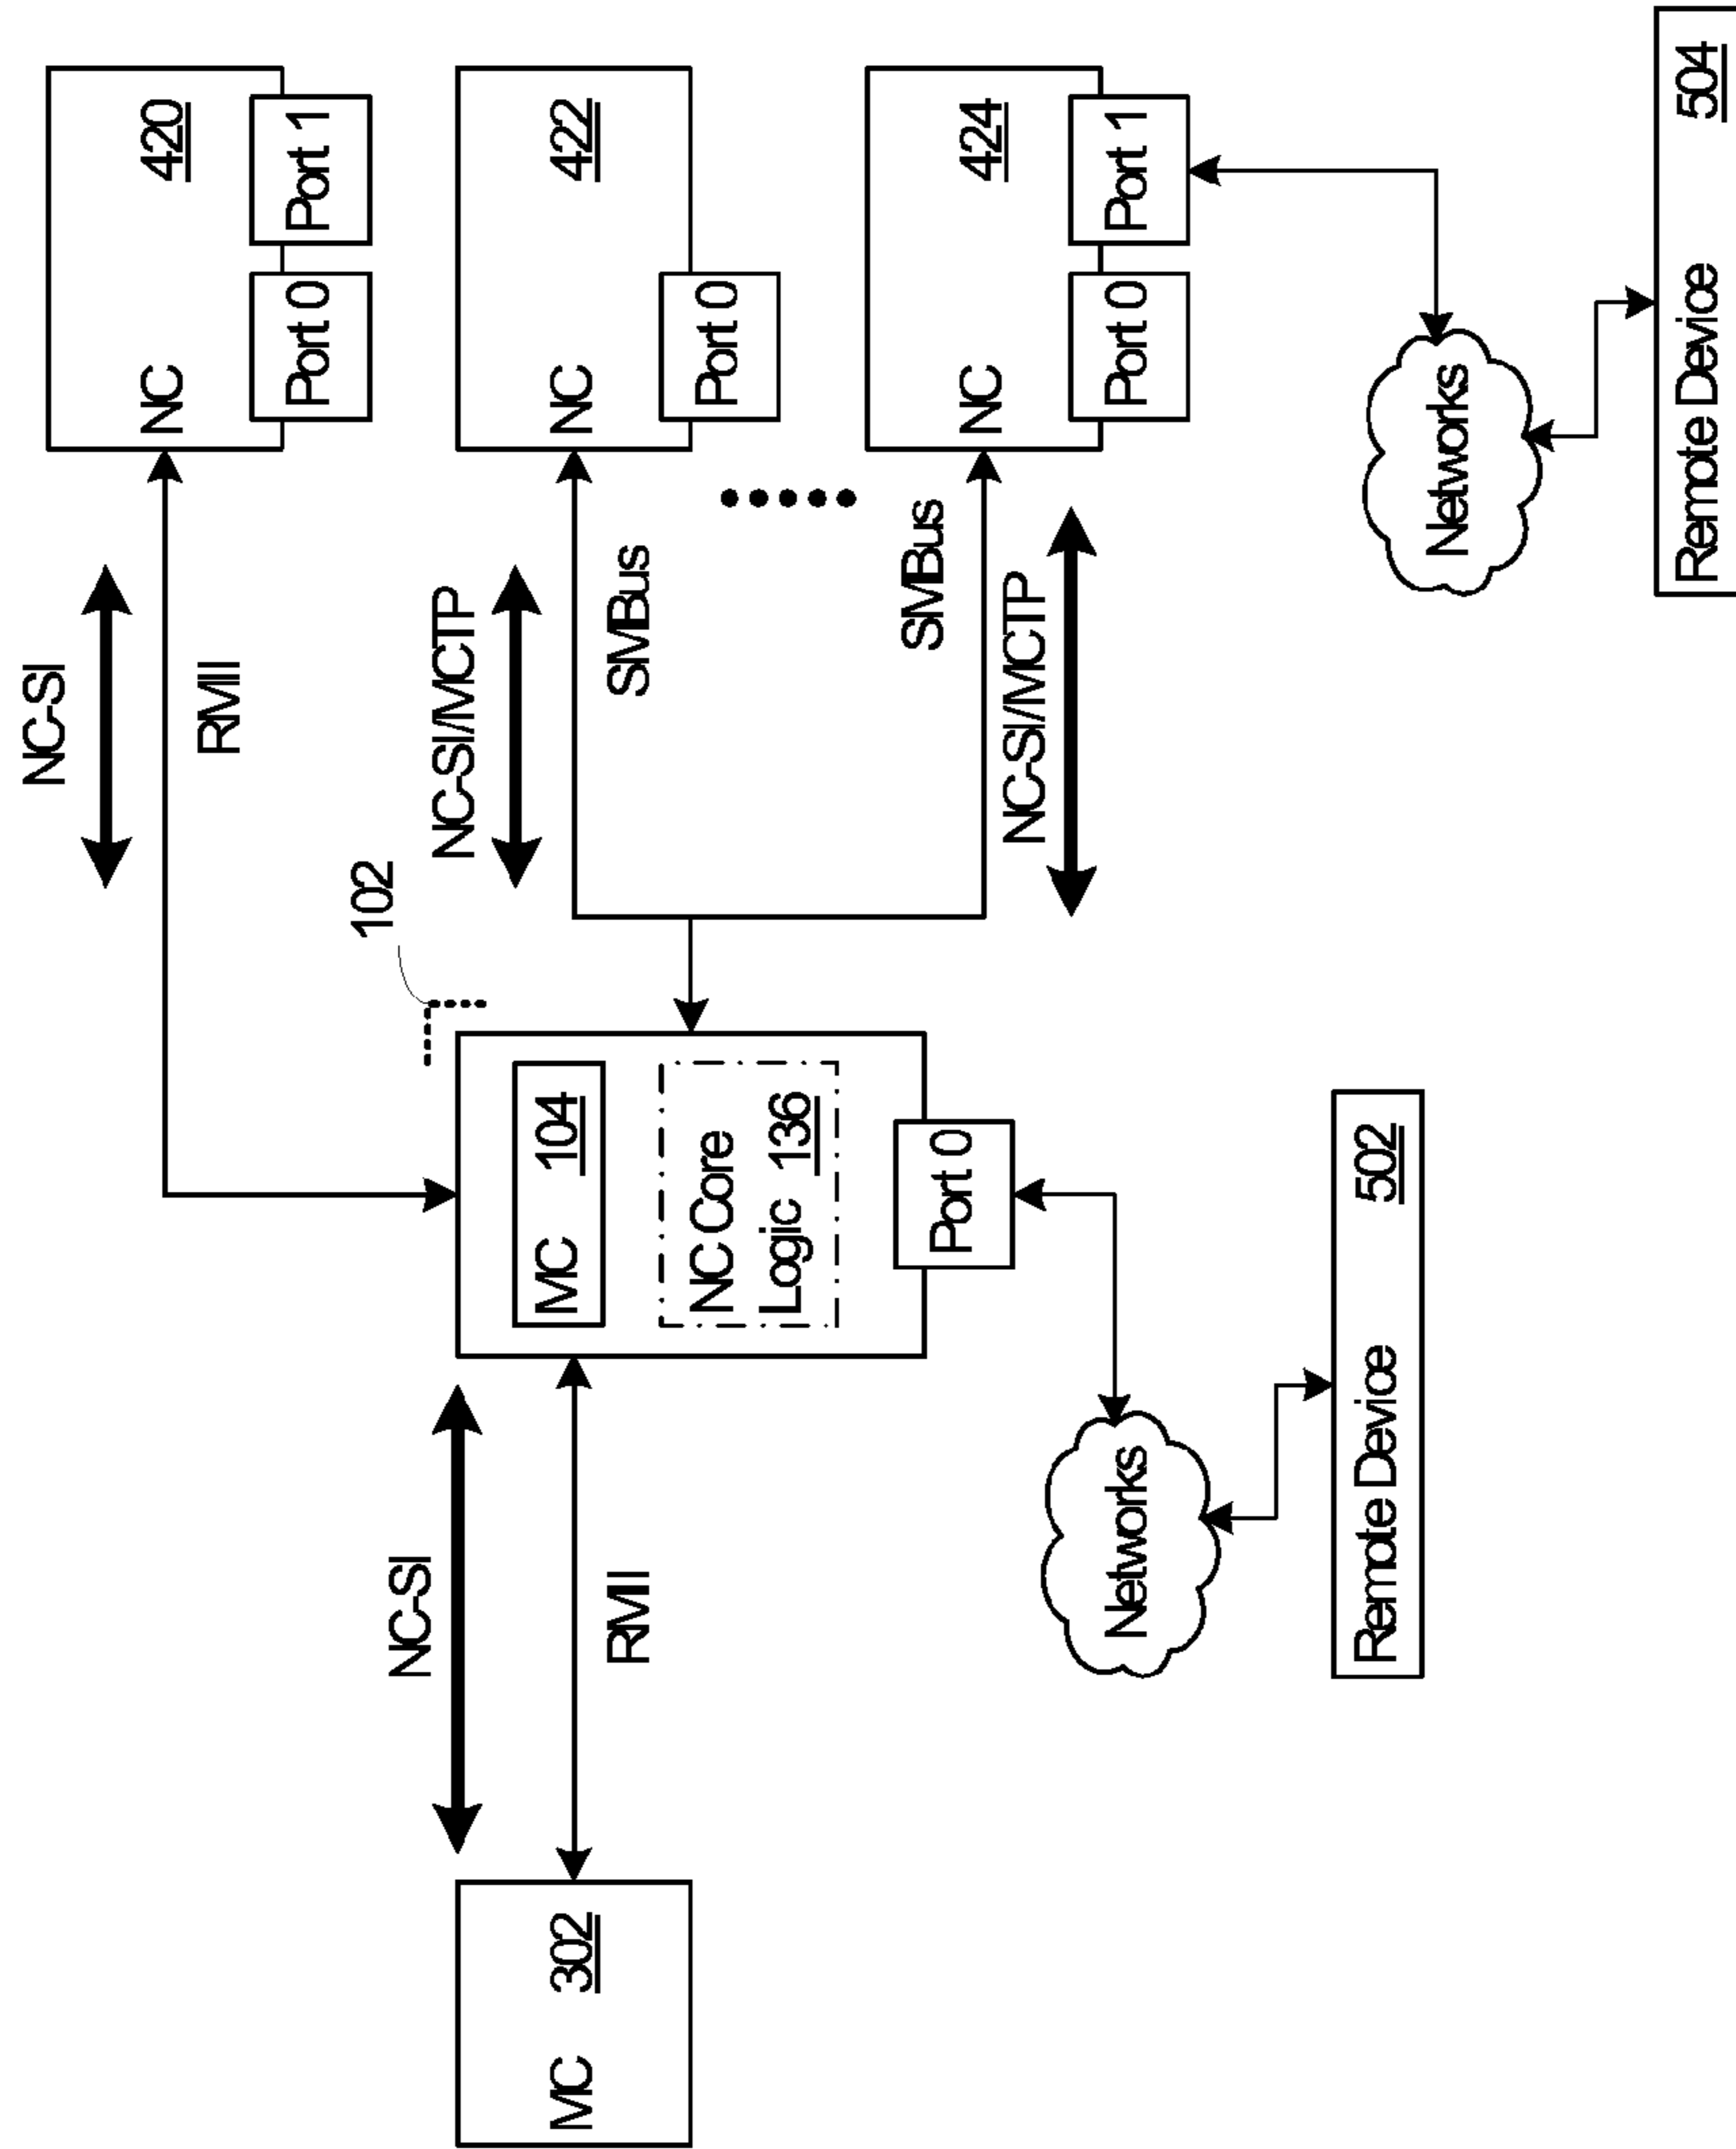 NC-SI
RMII
NC 420
Port 0
Port 1
102
NC-SI/MCTP
SMBus
NC 422
Port 0
MC 302
NC-SI
RMII
MC 104
NC Core
Logic 136
Port 0
SMBus
NC-SI/MCTP
NC 424
Port 0
Port 1
Networks
Remote Device 502
Networks
Remote Device 504